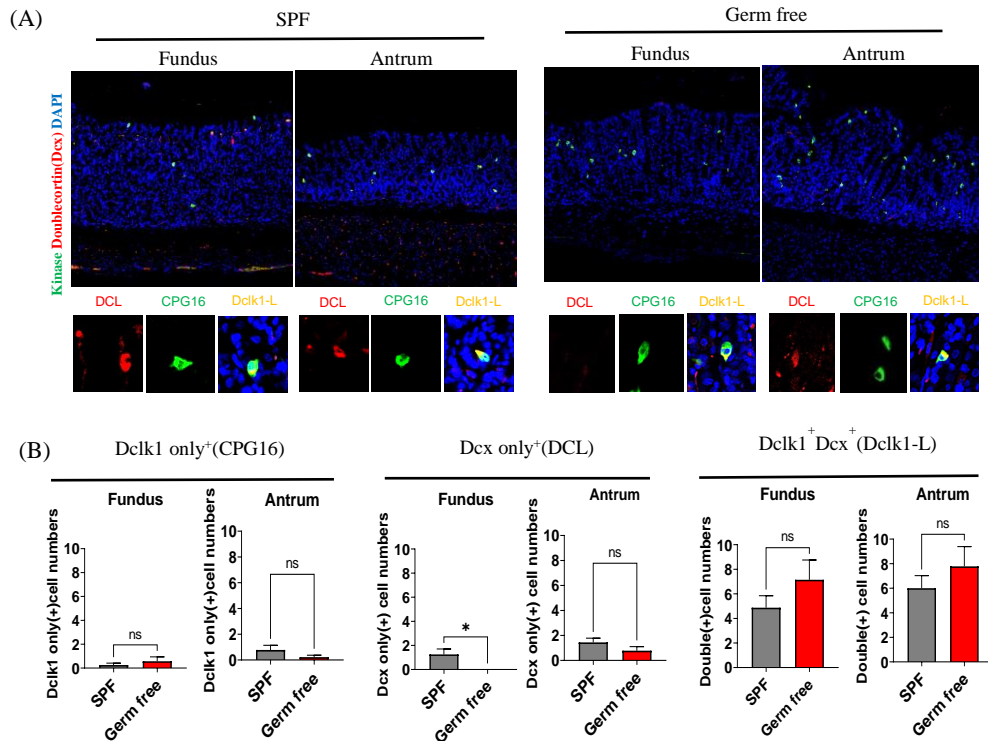 (A)
SPF
Germ free
Fundus
Antrum
Fundus
Antrum
Kinase Doublecortin(Dcx) DAPI
DCL
CPG16
Dclk1-L
DCL
CPG16
Dclk1-L
DCL
CPG16
Dclk1-L
DCL
CPG16
Dclk1-L
(B)
Dclk1 only+(CPG16)
Dcx only+(DCL)
Dclk1+Dcx+(Dclk1-L)
Fundus
Dclk1 only(+)cell numbers
10
8
6
4
2
0
ns
SPF
Germ free
Antrum
Dclk1 only(+)cell numbers
10
8
6
4
2
0
ns
SPF
Germ free
Fundus
Dcx only(+) cell numbers
10
8
6
4
2
0
*
SPF
Germ free
Antrum
Dcx only(+) cell numbers
10
8
6
4
2
0
ns
SPF
Germ free
Fundus
Double(+)cell numbers
10
8
6
4
2
0
ns
SPF
Germ free
Antrum
Double(+) cell numbers
10
8
6
4
2
0
ns
SPF
Germ free